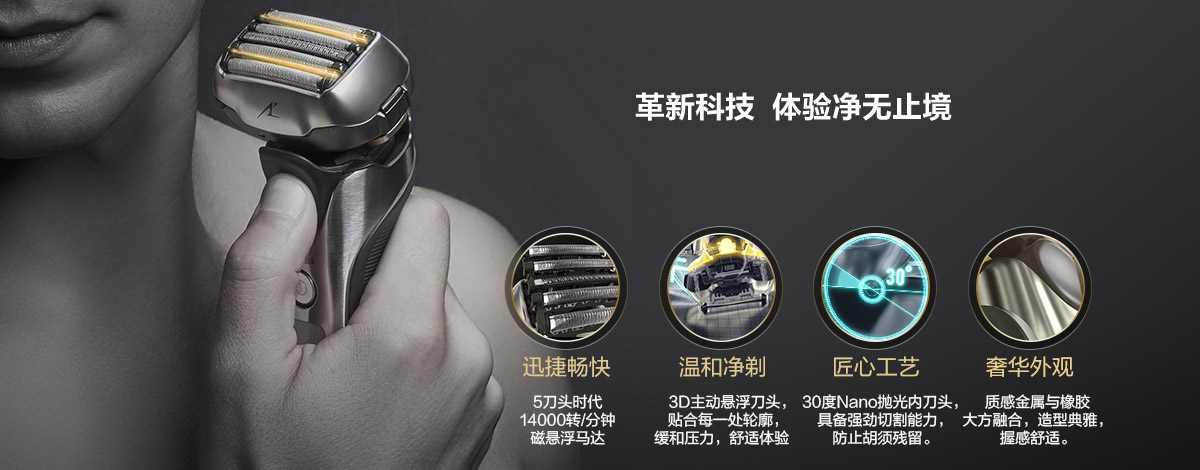 革新科技 体验净无止境
30°
迅捷畅快
5刀头时代
14000转/分钟
磁悬浮马达
温和净剃
3D主动悬浮刀头，
贴合每一处轮廓，
缓和压力，舒适体验
匠心工艺
30度Nano抛光内刀头，
具备强劲切割能力，
防止胡须残留。
奢华外观
质感金属与橡胶
大方融合，造型典雅，
握感舒适。